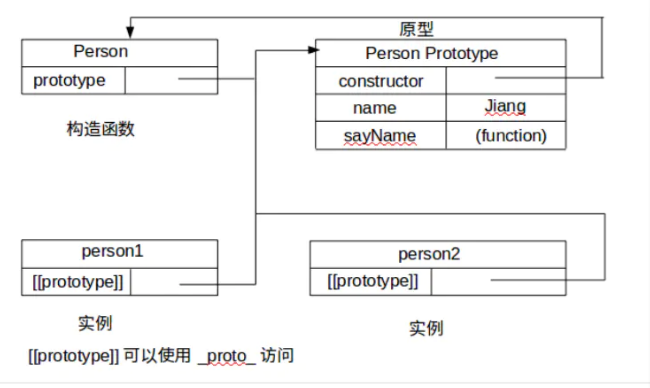 原型
Person
Person Prototype
prototype
constructor
name
Jiang
sayName
(function)
构造函数
person1
person2
[[prototype]]
[[prototype]]
实例
实例
[[prototype]] 可以使用 _proto_ 访问